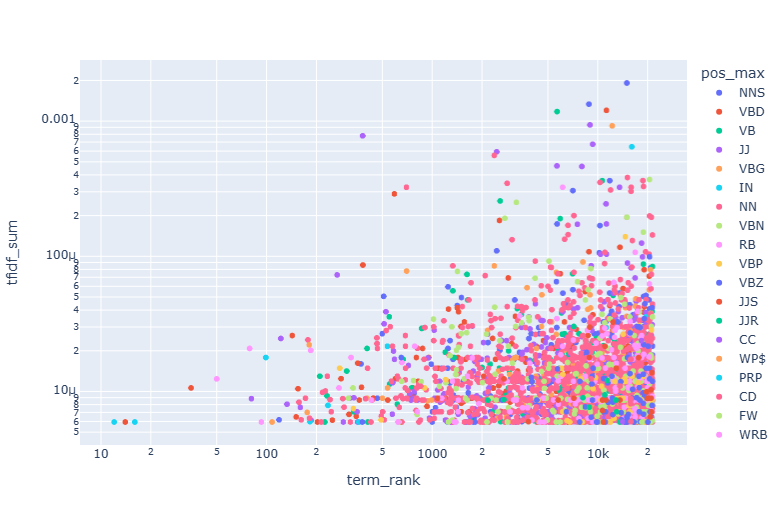 pos_max
NNS
VBD
VB
JJ
VBG
IN
NN
VBN
RB
VBP
VBZ
JJS
JJR
CC
WP$
PRP
CD
FW
WRB
tfidf_sum
2
0.001
9
8
7
6
5
4
3
2
100μ
9
8
7
6
5
4
3
2
10μ
9
8
7
6
5
10 2 5 100 2 5 1000 2 5 10k 2
term_rank